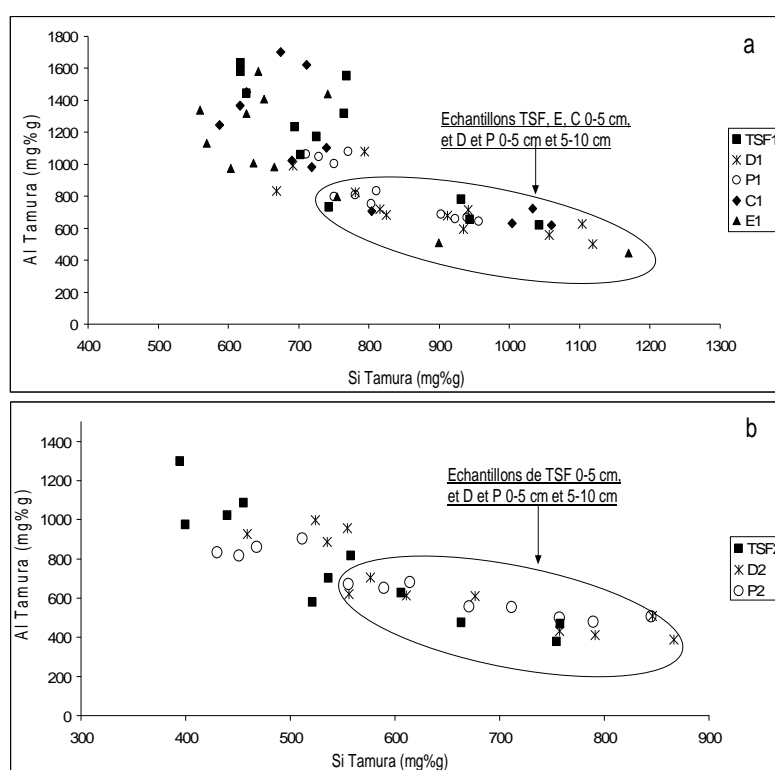 a
1800
1600
1400
1200
1000
800
600
400
200
0
Al Tamura (mg%g)
Echantillons TSF, E, C 0-5 cm,
et D et P 0-5 cm et 5-10 cm
TSF1
D1
P1
C1
E1
400 500 600 700 800 900 1000 1100 1200 1300
Si Tamura (mg%g)
b
1400
1200
1000
800
600
400
200
0
Al Tamura (mg%g)
Echantillons de TSF 0-5 cm,
et D et P 0-5 cm et 5-10 cm
TSF2
D2
P2
300 400 500 600 700 800 900
Si Tamura (mg%g)